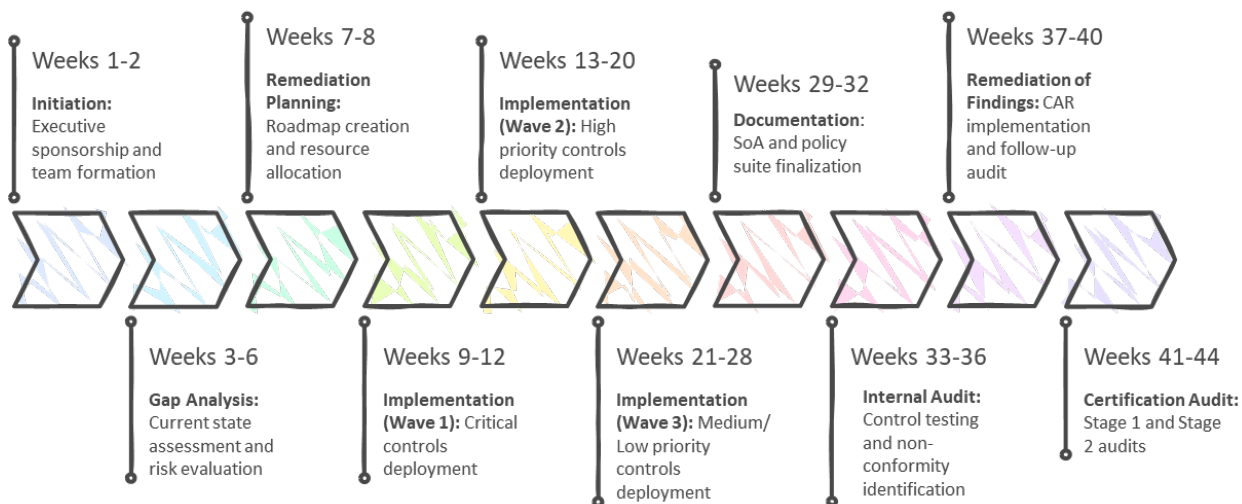 Weeks 1-2
Initiation:
Executive
sponsorship and
team formation
Weeks 3-6
Gap Analysis:
Current state
assessment and
risk evaluation
Weeks 7-8
Remediation
Planning:
Roadmap creation
and resource
allocation
Weeks 9-12
Implementation
(Wave 1): Critical
controls
deployment
Weeks 13-20
Implementation
(Wave 2): High
priority controls
deployment
Weeks 21-28
Implementation
(Wave 3): Medium/
Low priority
controls
deployment
Weeks 29-32
Documentation:
SoA and policy
suite finalization
Weeks 33-36
Internal Audit:
Control testing
and non-
conformity
identification
Weeks 37-40
Remediation of
Findings: CAR
implementation
and follow-up
audit
Weeks 41-44
Certification Audit:
Stage 1 and Stage
2 audits